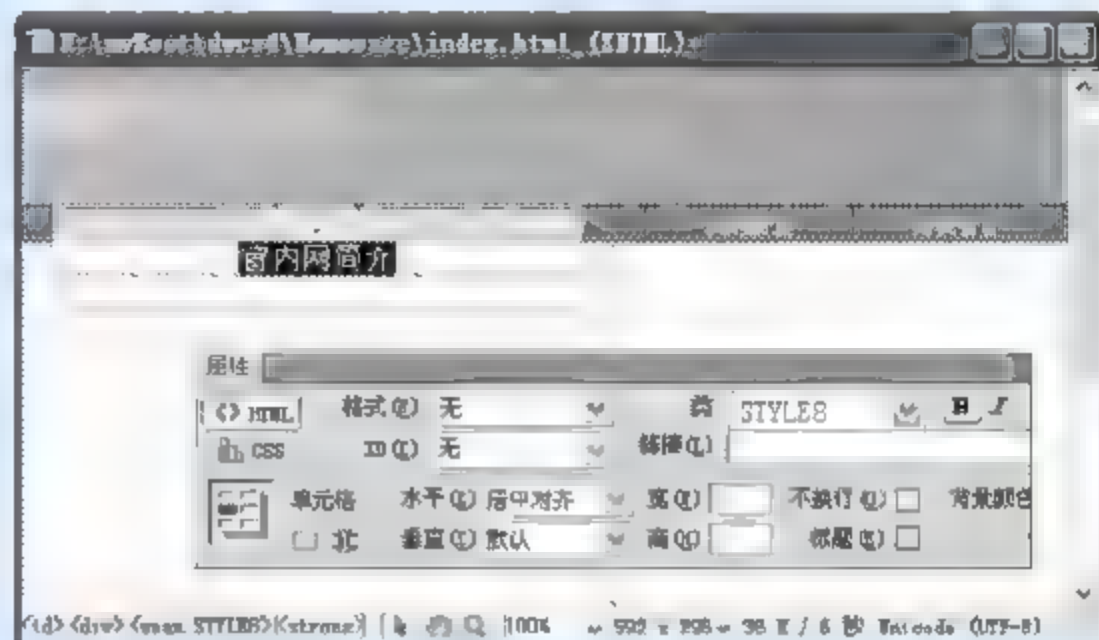 \index.html (XHTML)*
内网简介
属性
<> HTML 格式(F) 无 类 STYLE8 B I
CSS ID(I) 无 链接(L)
单元格 水平(Z) 居中对齐 宽(W) 不换行(O) 背景颜色
垂直(T) 默认 高(H) 标题(E)
<td> <div> <span.STYLE8> <strong> 100% Unicode (UTF-8)